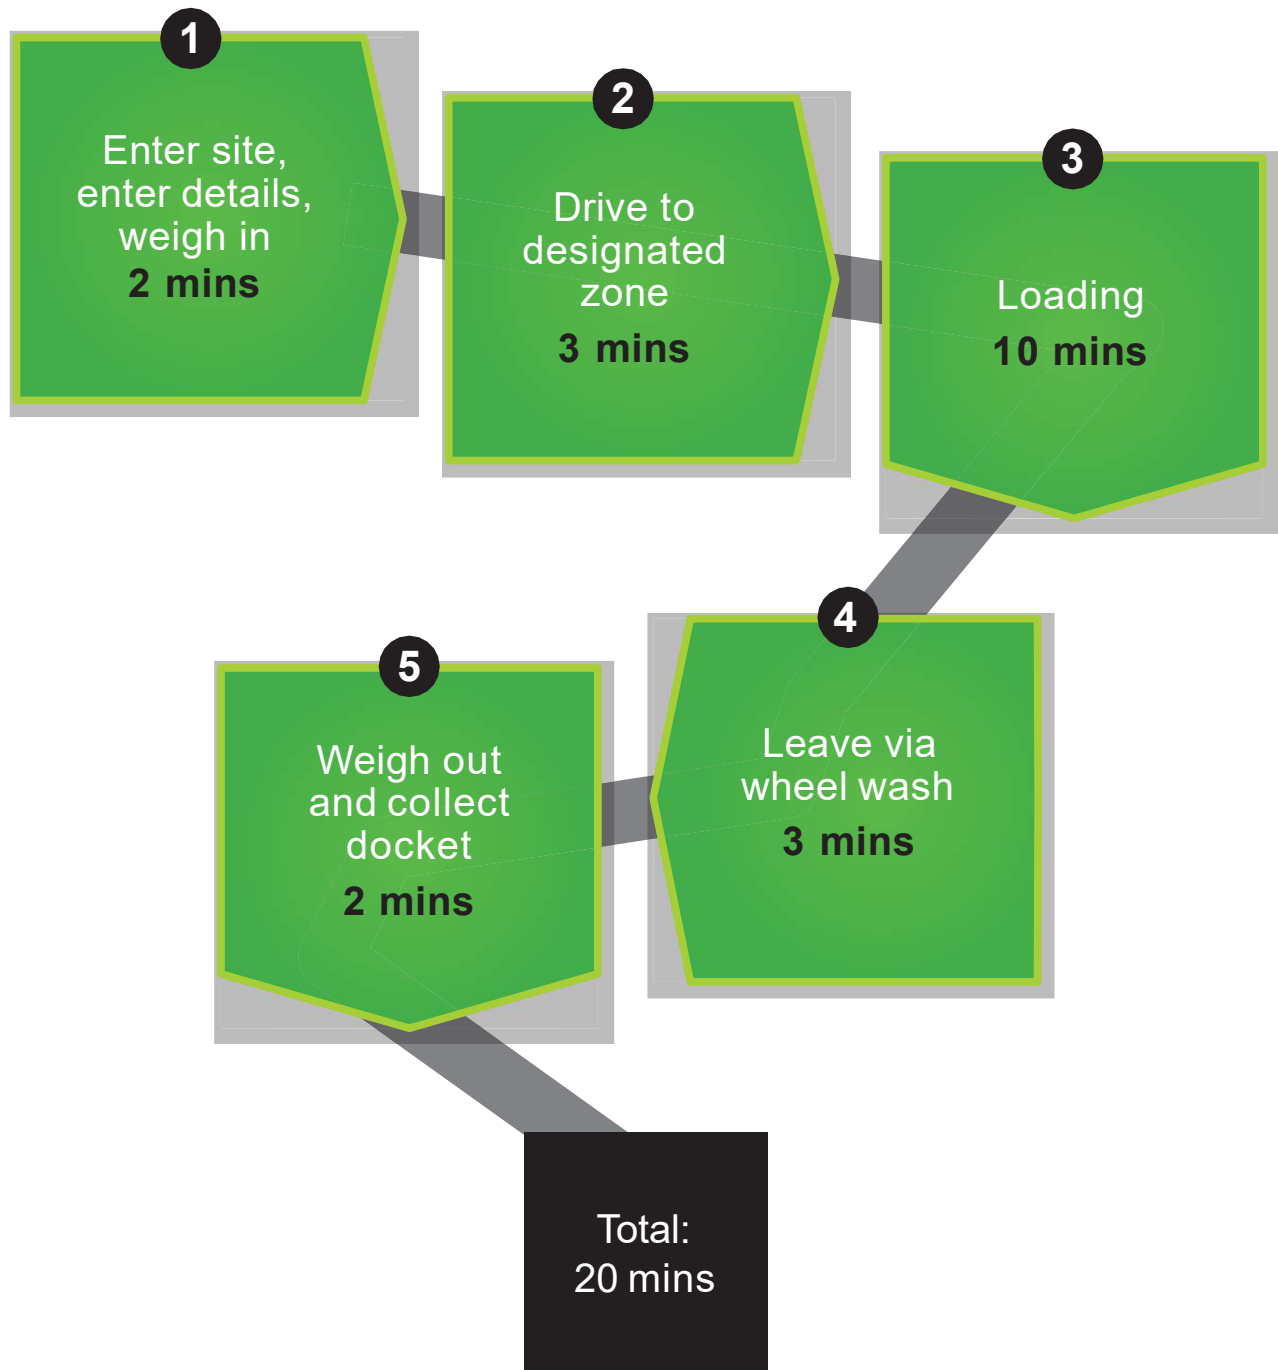 1
Enter site,
enter details,
weigh in
2 mins
2
Drive to
designated
zone
3 mins
3
Loading
10 mins
4
Leave via
wheel wash
3 mins
5
Weigh out
and collect
docket
2 mins
Total:
20 mins